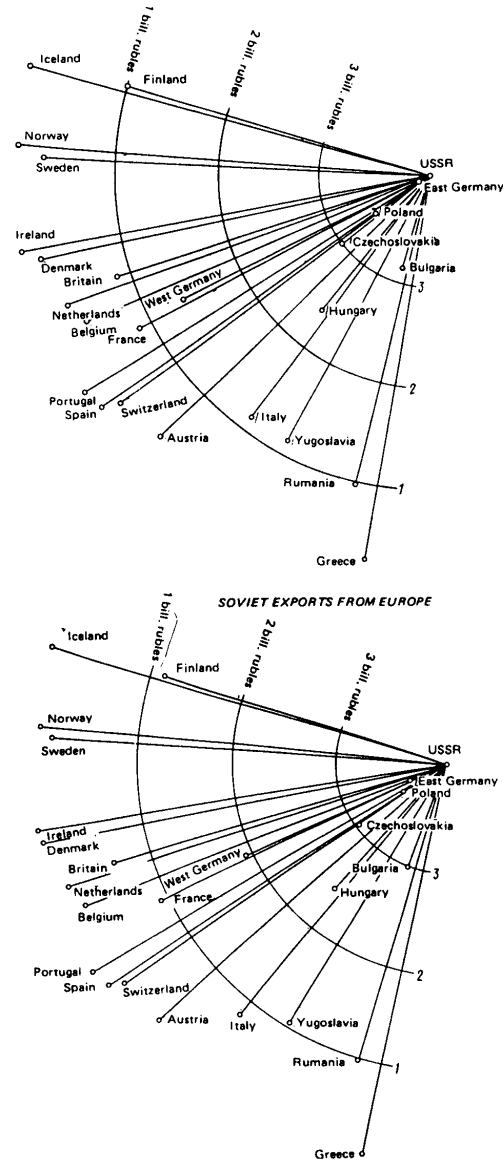 1 bill. rubles
2 bill. rubles
3 bill. rubles
Iceland
Finland
Norway
Sweden
USSR
East Germany
Poland
Ireland
Czechoslovakia
Denmark
Britain
West Germany
Bulgaria
3
Netherlands
Belgium
France
Hungary
2
Portugal
Spain
Switzerland
Italy
Austria
Yugoslavia
Rumania
1
Greece
SOVIET EXPORTS FROM EUROPE
1 bill. rubles
2 bill. rubles
3 bill. rubles
Iceland
Finland
Norway
Sweden
USSR
East Germany
Poland
Ireland
Czechoslovakia
Denmark
Britain
West Germany
Bulgaria
3
Netherlands
Hungary
France
Belgium
Portugal
2
Spain
Switzerland
Austria
Italy
Yugoslavia
Rumania
1
Greece